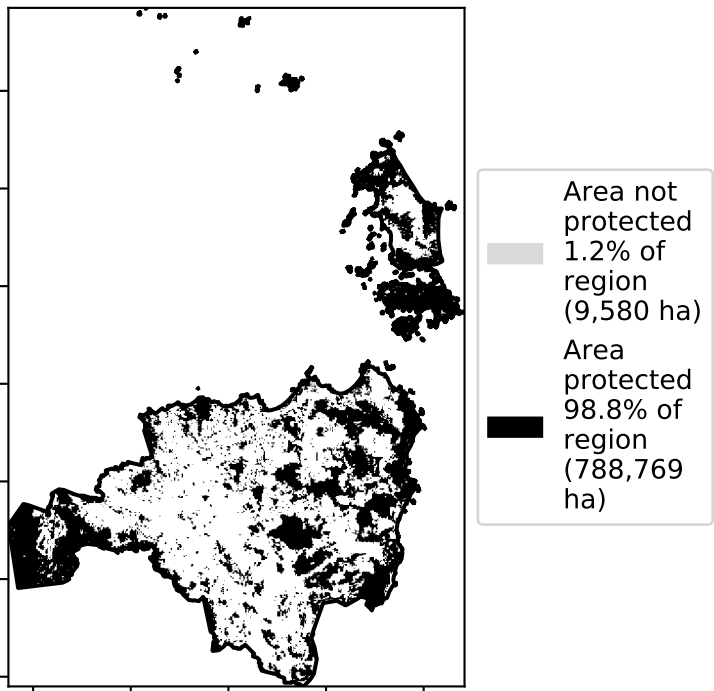 Area not
protected
1.2% of
region
(9,580 ha)
Area
protected
98.8% of
region
(788,769
ha)